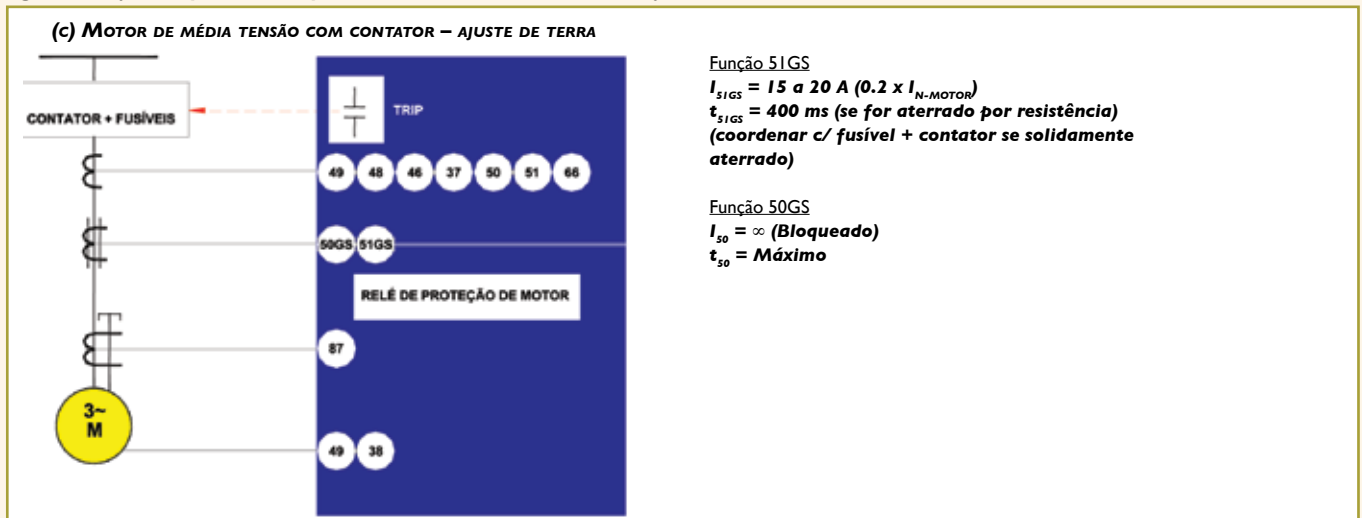 (c) MOTOR DE MÉDIA TENSÃO COM CONTATOR – AJUSTE DE TERRA
CONTATOR + FUSÍVEIS
TRIP
49 48 46 37 50 51 66
50GS 51GS
RELÉ DE PROTEÇÃO DE MOTOR
87
3~
M
49 38
Função 51GS
I51GS = 15 a 20 A (0.2 x IN-MOTOR)
t51GS = 400 ms (se for aterrado por resistência)
(coordenar c/ fusível + contator se solidamente
aterrado)
Função 50GS
I50 = ∞ (Bloqueado)
t50 = Máximo